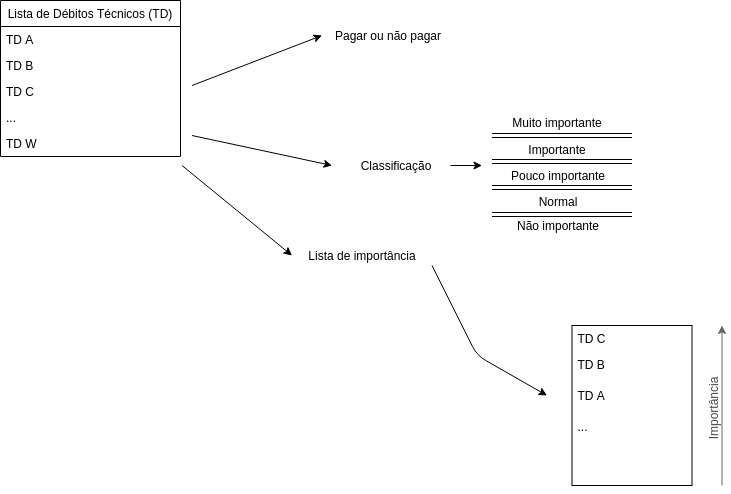 Lista de Débitos Técnicos (TD)
TD A
TD B
TD C
...
TD W
Pagar ou não pagar
Classificação
Muito importante
Importante
Pouco importante
Normal
Não importante
Lista de importância
TD C
TD B
TD A
...
Importância